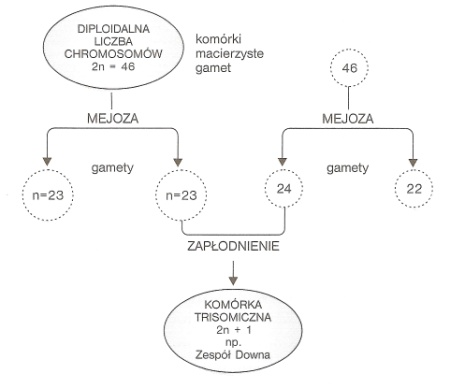 DIPLOIDALNA
LICZBA
CHROMOSOMÓW
2n = 46
komórki
macierzyste
gamet
46
MEJOZA
MEJOZA
gamety
gamety
n=23
n=23
24
22
ZAPŁODNIENIE
KOMÓRKA
TRISOMICZNA
2n + 1
np.
Zespół Downa